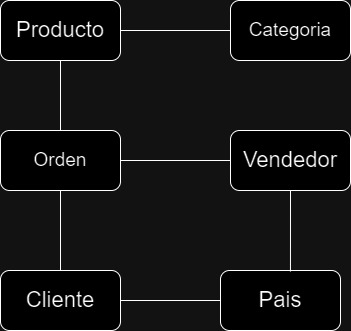 Producto
Categoria
Orden
Vendedor
Cliente
Pais